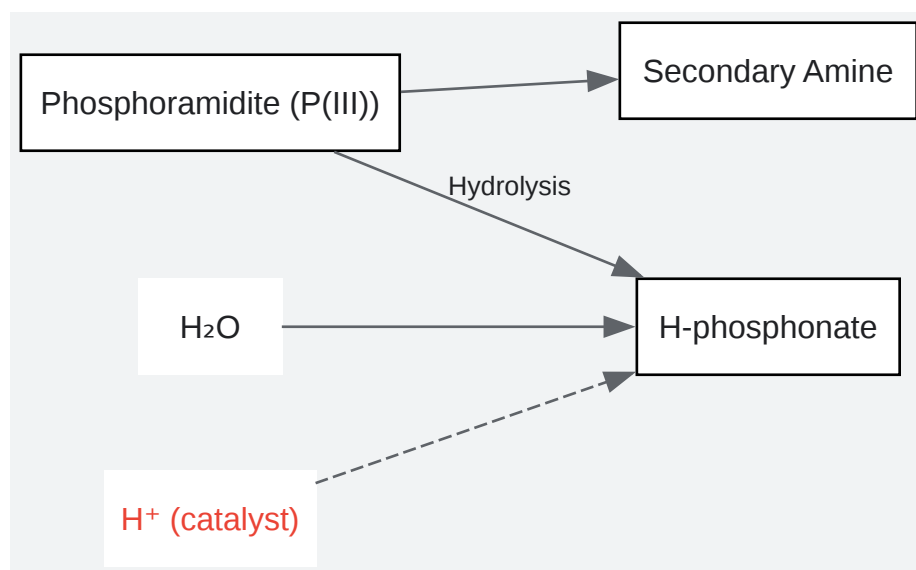 Phosphoramidite (P(III))
Secondary Amine
Hydrolysis
H₂O
H-phosphonate
H⁺ (catalyst)